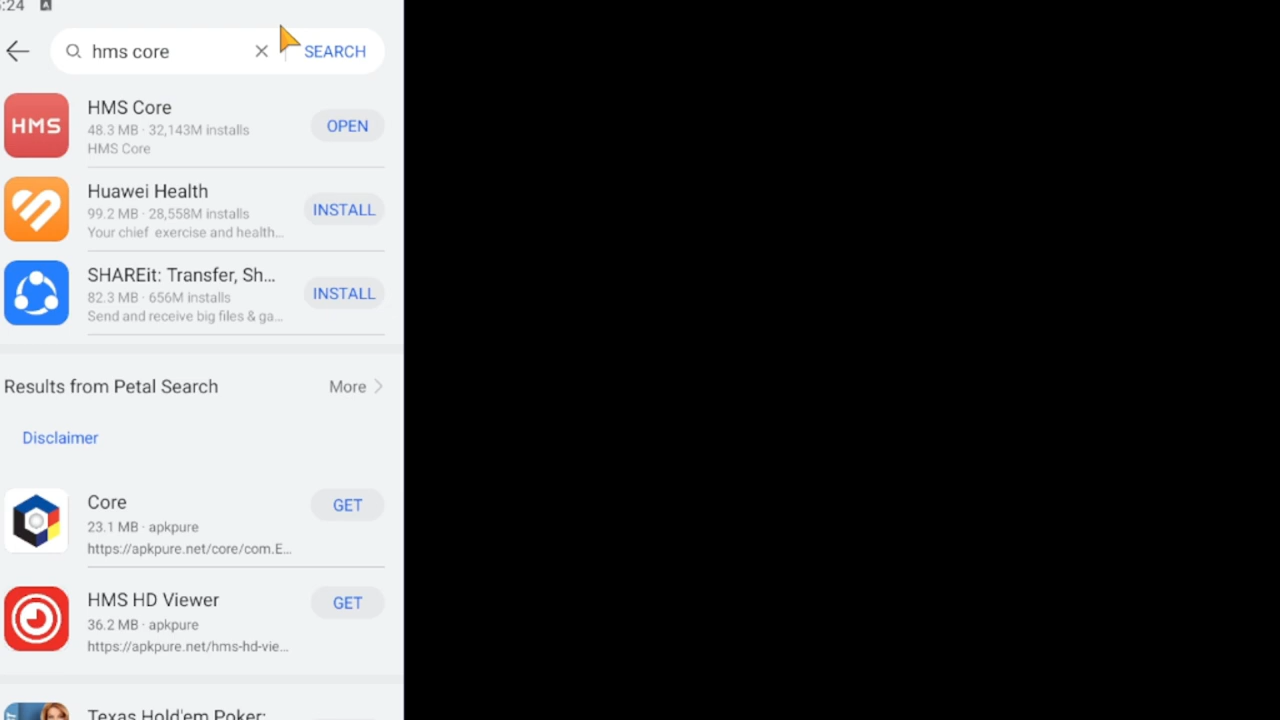 :24 A
hms core SEARCH
HMS Core
48.3 MB · 32,143M installs
HMS Core
OPEN
HMS
Huawei Health
99.2 MB · 28,558M installs
Your chief exercise and health...
INSTALL
SHAREit: Transfer, Sh...
82.3 MB · 656M installs
Send and receive big files & ga...
INSTALL
Results from Petal Search More
Disclaimer
Core
23.1 MB · apkpure
https://apkpure.net/core/com.E...
GET
HMS HD Viewer
36.2 MB · apkpure
https://apkpure.net/hms-hd-vie...
GET
Texas Hold'em Poker: